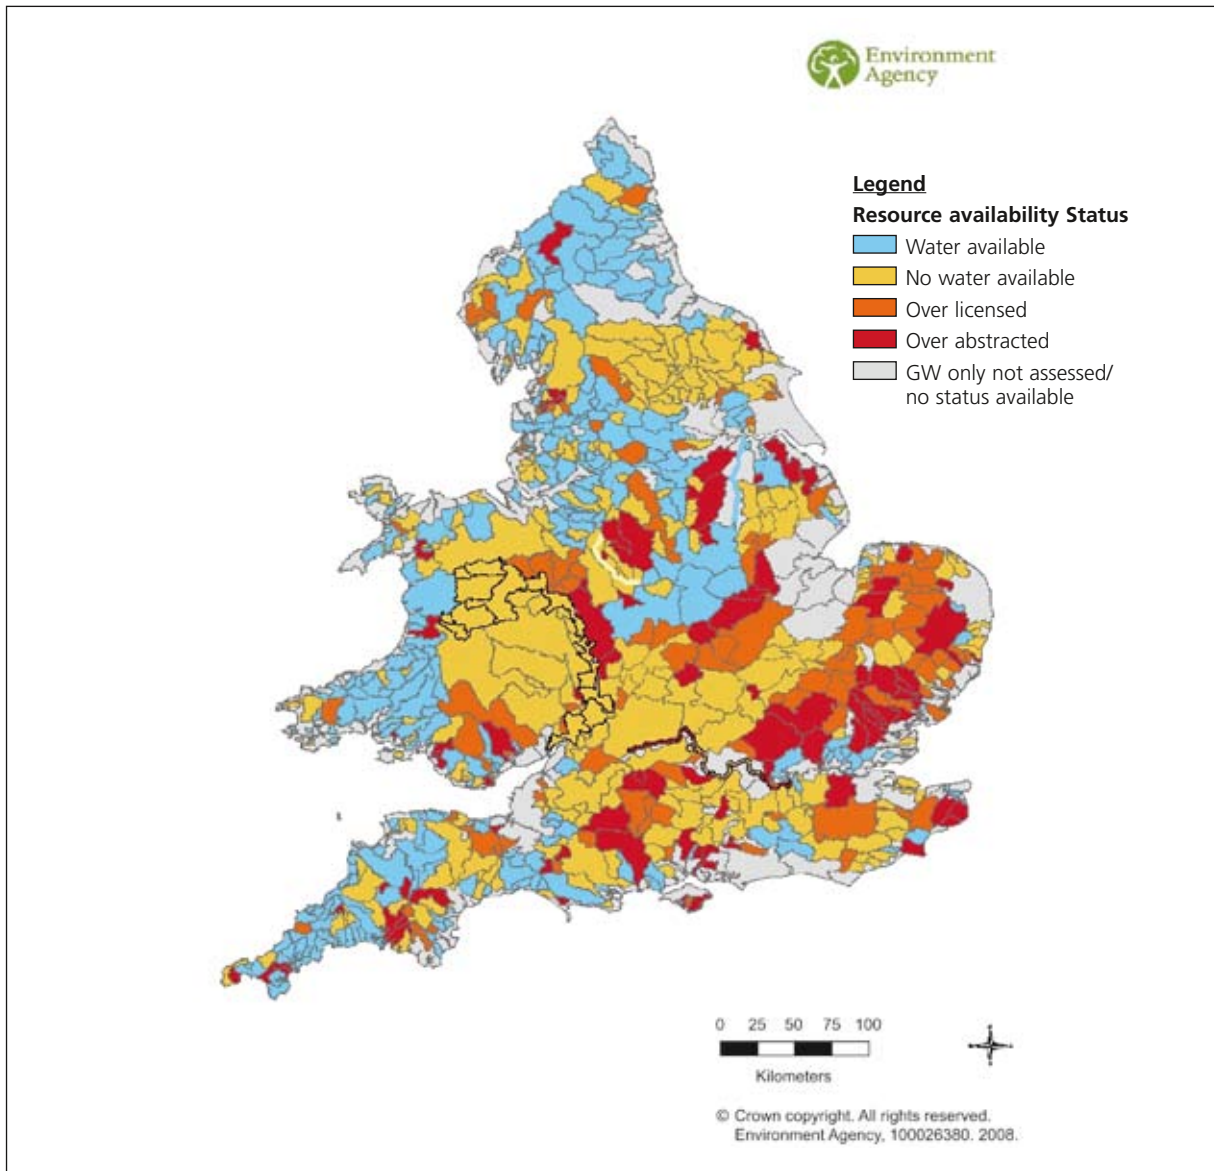 Environment
Agency
Legend
Resource availability Status
Water available
No water available
Over licensed
Over abstracted
GW only not assessed/
no status available
0 25 50 75 100
Kilometers
© Crown copyright. All rights reserved.
Environment Agency, 100026380. 2008.